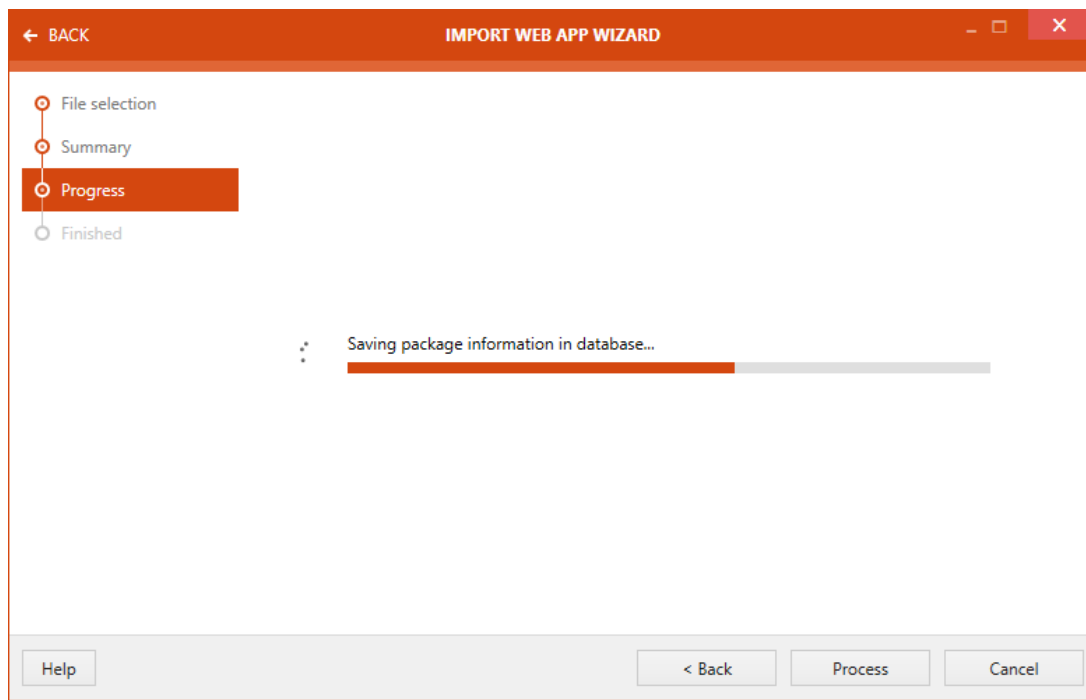 ← BACK
IMPORT WEB APP WIZARD
File selection
Summary
Progress
Finished
Saving package information in database...
Help
< Back
Process
Cancel